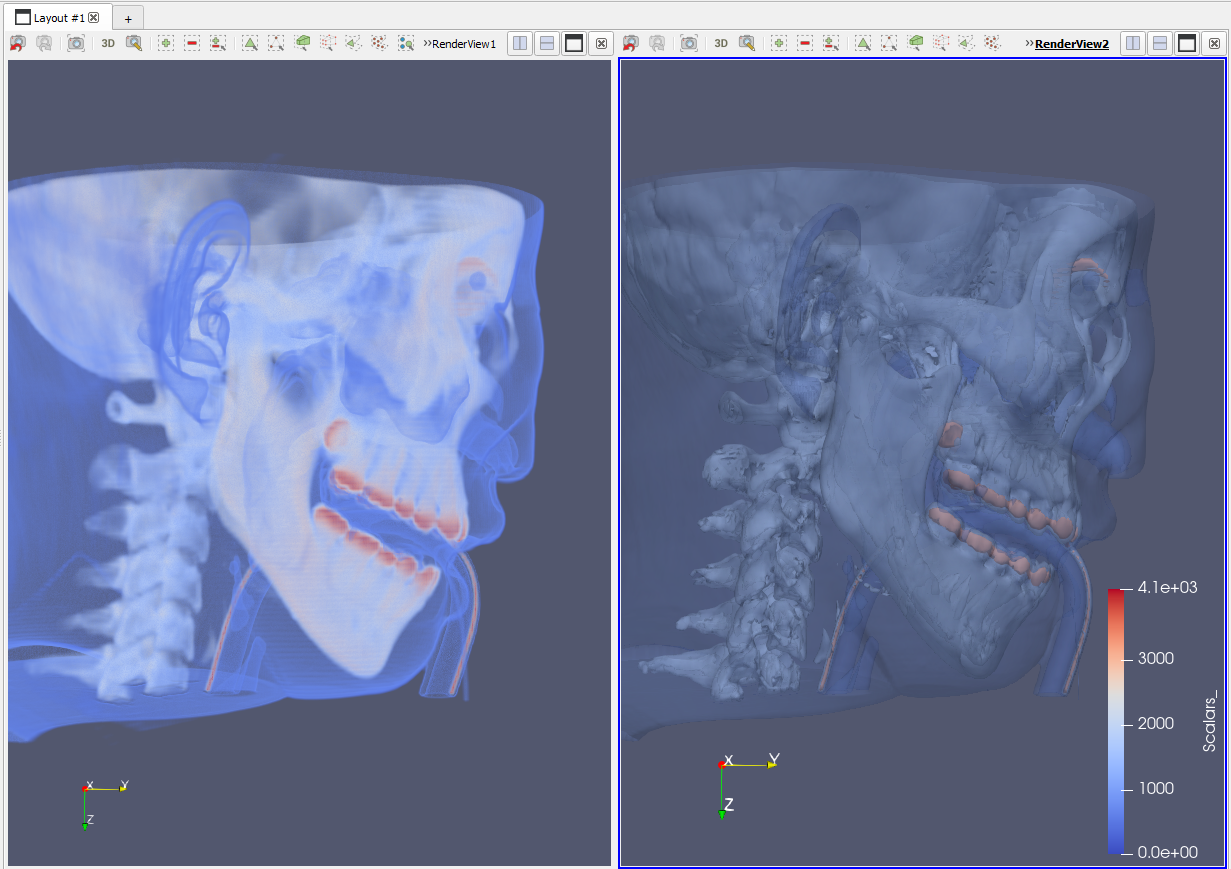 Layout #1
+
3D
»RenderView1
3D
»RenderView2
X
Y
Z
X
Y
Z
4.1e+03
3000
2000
1000
0.0e+00
Scalars_